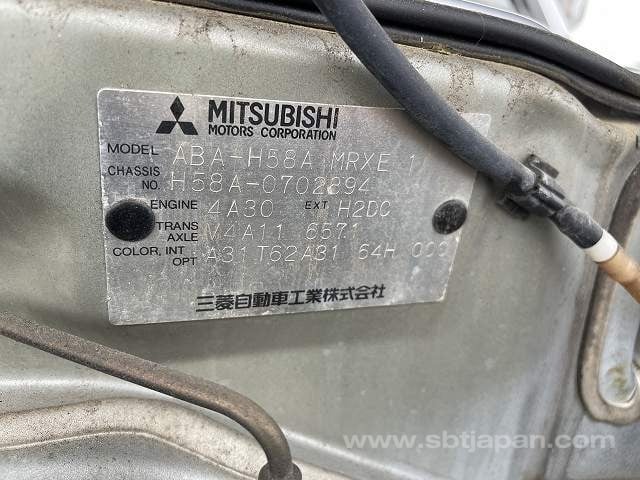 MITSUBISHI
MOTORS CORPORATION
MODEL ABA-H58A MRXE 1
CHASSIS NO. H58A-0702894
ENGINE 4A30 EXT H2DC
TRANS AXLE V4A11 6571
COLOR, INT OPT A31 T62A31 64H 000
三菱自動車工業株式会社
www.sbtjapan.com/